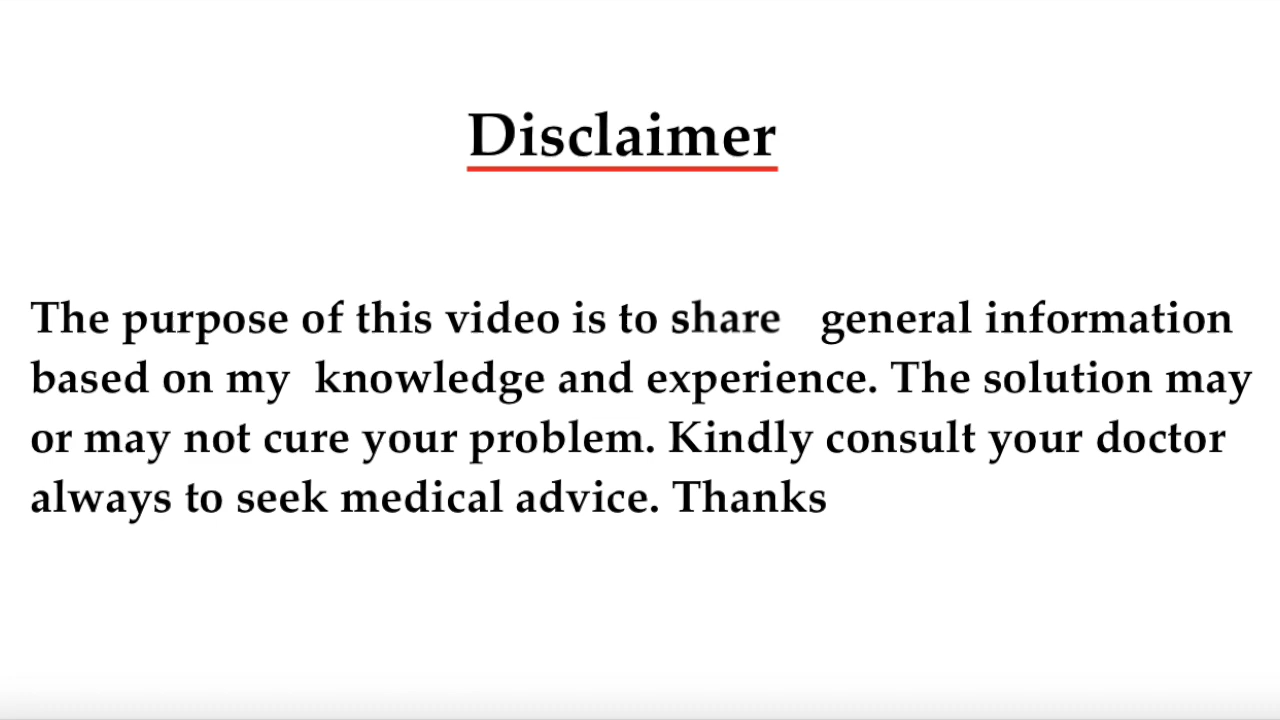 Disclaimer
The purpose of this video is to share general information
based on my knowledge and experience. The solution may
or may not cure your problem. Kindly consult your doctor
always to seek medical advice. Thanks